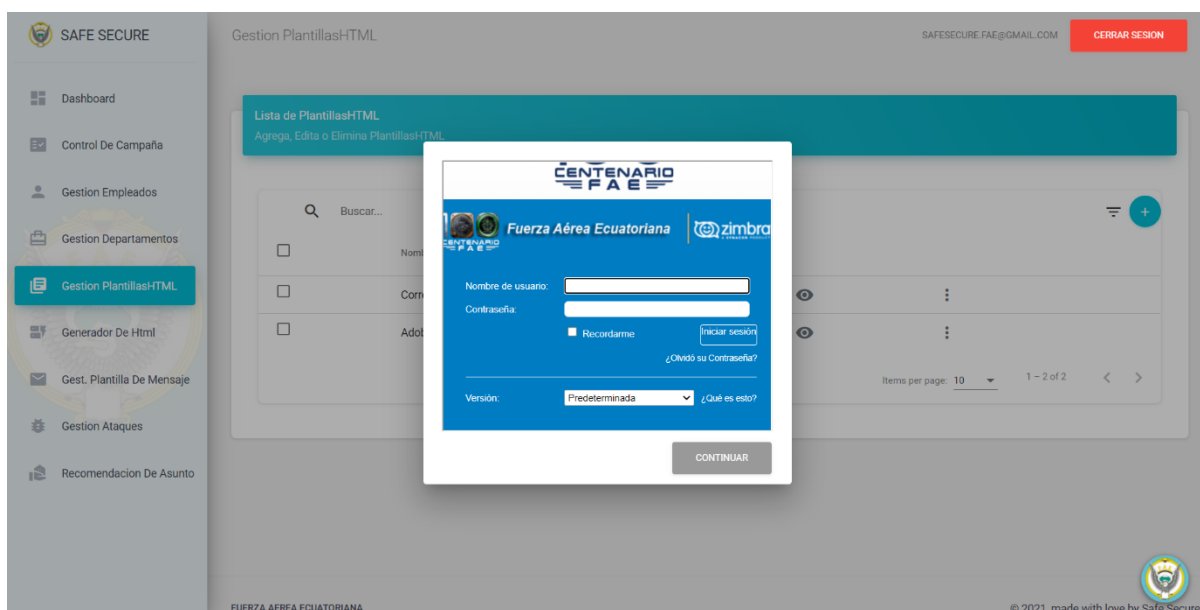 SAFE SECURE
Gestion PlantillasHTML
SAFESECURE.FAE@GMAIL.COM
CERRAR SESION
Dashboard
Control De Campaña
Gestion Empleados
Gestion Departamentos
Gestion PlantillasHTML
Generador De Html
Gest. Plantilla De Mensaje
Gestion Ataques
Recomendacion De Asunto
Lista de PlantillasHTML
Agrega, Edita o Elimina PlantillasHTML
Buscar...
+
CENTENARIO
FAE
CENTENARIO
FAE
Fuerza Aérea Ecuatoriana
zimbra
Nombre de usuario:
Contraseña:
Recordarme
Iniciar sesión
¿Olvidó su Contraseña?
Versión:
Predeterminada
¿Qué es esto?
CONTINUAR
Items per page: 10
1 – 2 of 2
FUERZA AEREA ECUATORIANA
© 2021, made with love by Safe Secure